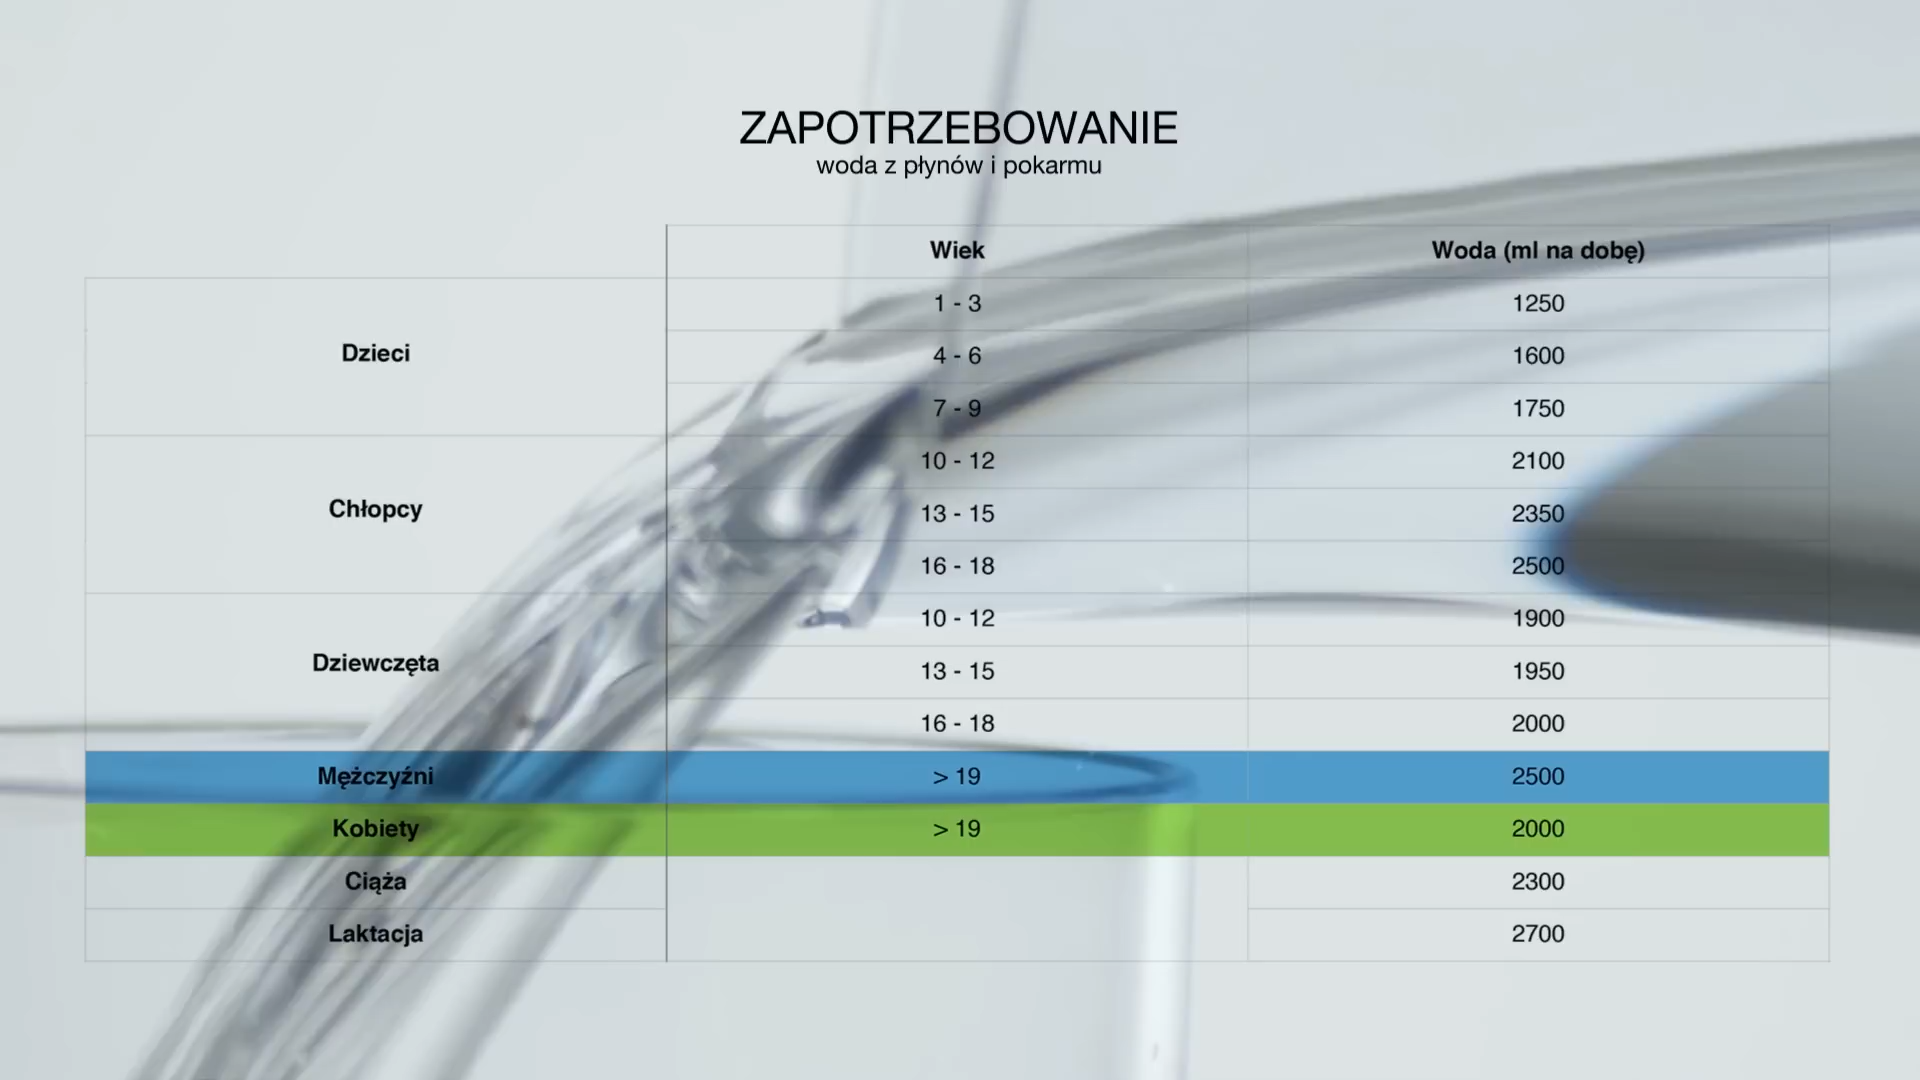 ZAPOTRZEBOWANIE
woda z płynów i pokarmu
Wiek Woda (ml na dobę)
Dzieci
1 - 3 1250
4 - 6 1600
7 - 9 1750
Chłopcy
10 - 12 2100
13 - 15 2350
16 - 18 2500
Dziewczęta
10 - 12 1900
13 - 15 1950
16 - 18 2000
Mężczyźni > 19 2500
Kobiety > 19 2000
Ciąża 2300
Laktacja 2700